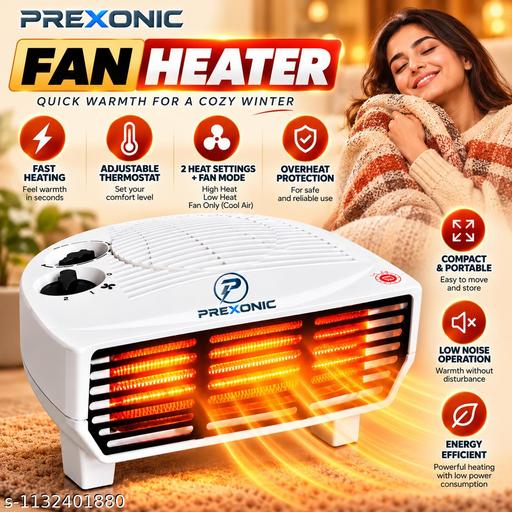 PREXONIC
FAN HEATER
QUICK WARMTH FOR A COZY WINTER
FAST
HEATING
Feel warmth
in seconds
ADJUSTABLE
THERMOSTAT
Set your
comfort level
2 HEAT SETTINGS
+ FAN MODE
High Heat
Low Heat
Fan Only (Cool Air)
OVERHEAT
PROTECTION
For safe
and reliable use
COMPACT
& PORTABLE
Easy to move
and store
LOW NOISE
OPERATION
Warmth without
disturbance
ENERGY
EFFICIENT
Powerful heating
with low power
consumption
0
2 1
P
PREXONIC
s-1132401880